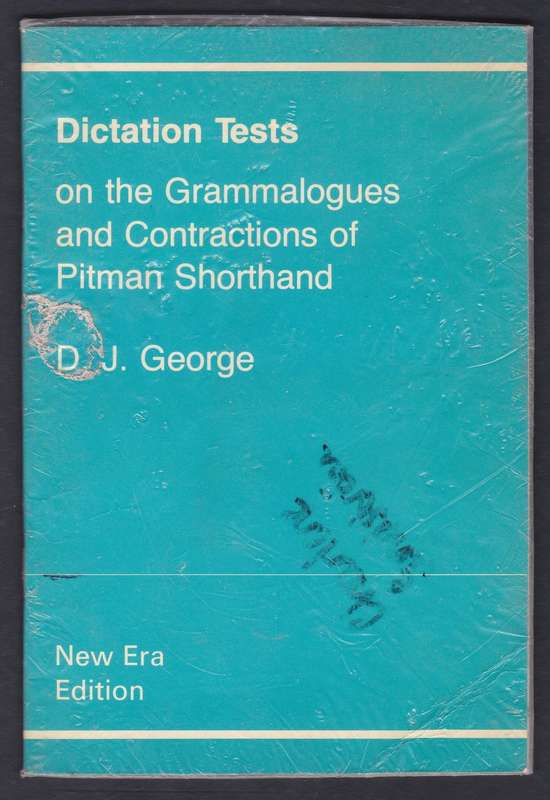 Dictation Tests
on the Grammalogues
and Contractions of
Pitman Shorthand
D. J. George
New Era
Edition